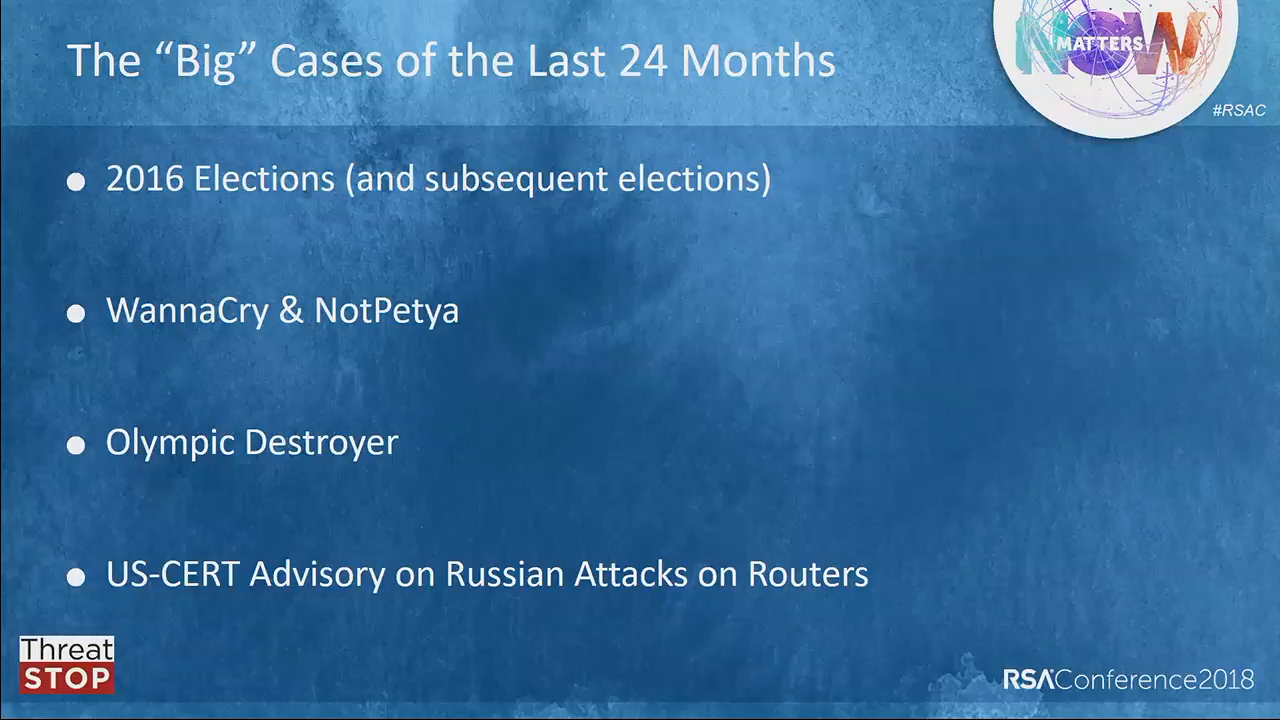 The “Big” Cases of the Last 24 Months
NOW
MATTERS
#RSAC
• 2016 Elections (and subsequent elections)
• WannaCry & NotPetya
• Olympic Destroyer
• US-CERT Advisory on Russian Attacks on Routers
Threat
STOP
RSAConference2018